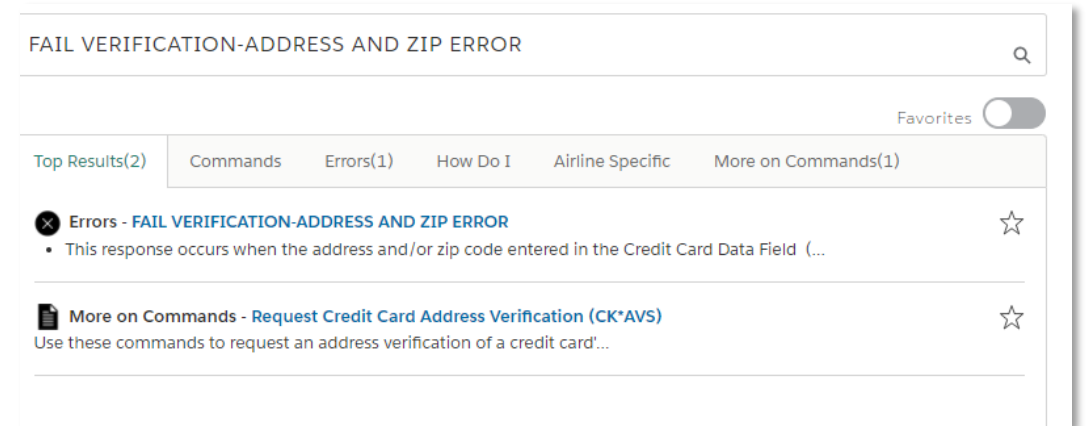 FAIL VERIFICATION-ADDRESS AND ZIP ERROR
Favorites
Top Results(2) Commands Errors(1) How Do I Airline Specific More on Commands(1)
Errors - FAIL VERIFICATION-ADDRESS AND ZIP ERROR
• This response occurs when the address and/or zip code entered in the Credit Card Data Field (...
More on Commands - Request Credit Card Address Verification (CK*AVS)
Use these commands to request an address verification of a credit card'...